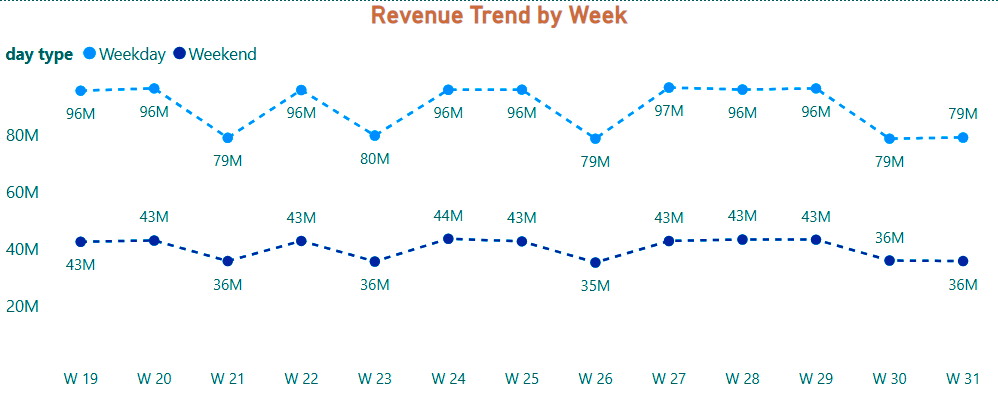 Revenue Trend by Week
day type Weekday Weekend
96M 96M 79M 96M 80M 96M 96M 79M 97M 96M 96M 79M 79M
80M
60M
43M 43M 36M 43M 36M 44M 43M 35M 43M 43M 43M 36M 36M
40M
20M
W 19 W 20 W 21 W 22 W 23 W 24 W 25 W 26 W 27 W 28 W 29 W 30 W 31